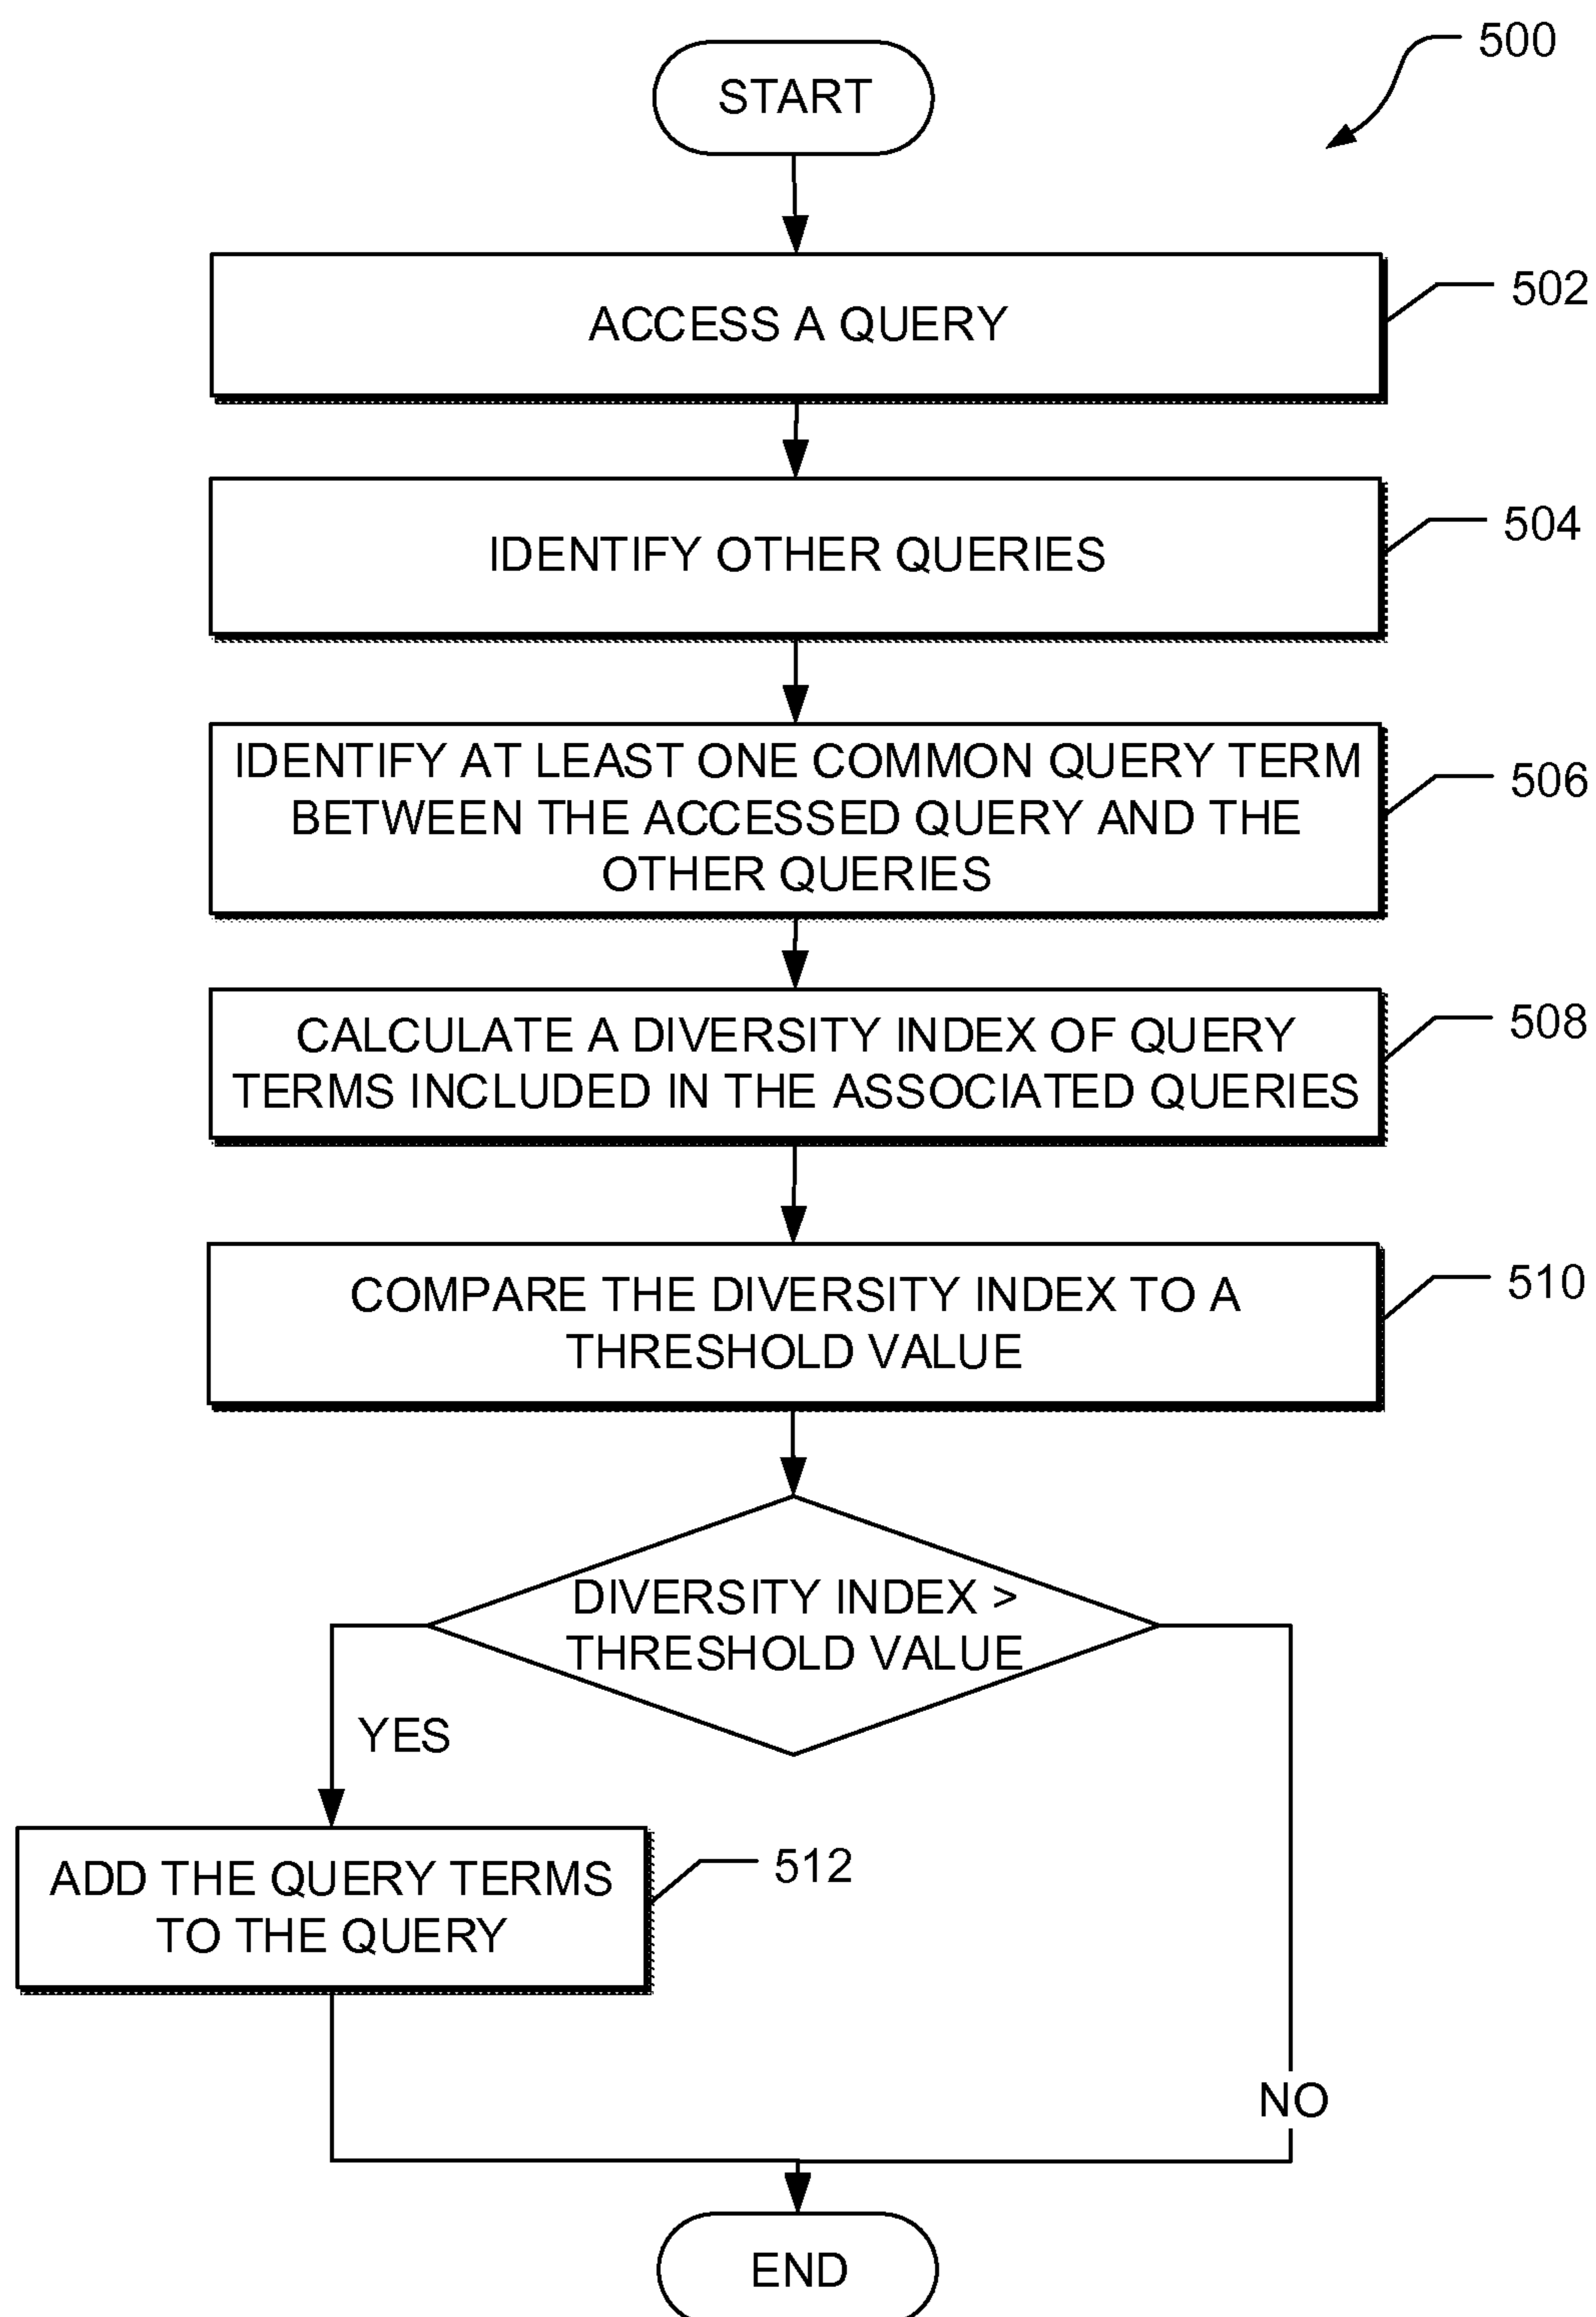 500
START
ACCESS A QUERY
502
IDENTIFY OTHER QUERIES
504
IDENTIFY AT LEAST ONE COMMON QUERY TERM
BETWEEN THE ACCESSED QUERY AND THE
OTHER QUERIES
506
CALCULATE A DIVERSITY INDEX OF QUERY
TERMS INCLUDED IN THE ASSOCIATED QUERIES
508
COMPARE THE DIVERSITY INDEX TO A
THRESHOLD VALUE
510
DIVERSITY INDEX >
THRESHOLD VALUE
YES
ADD THE QUERY TERMS
TO THE QUERY
512
NO
END